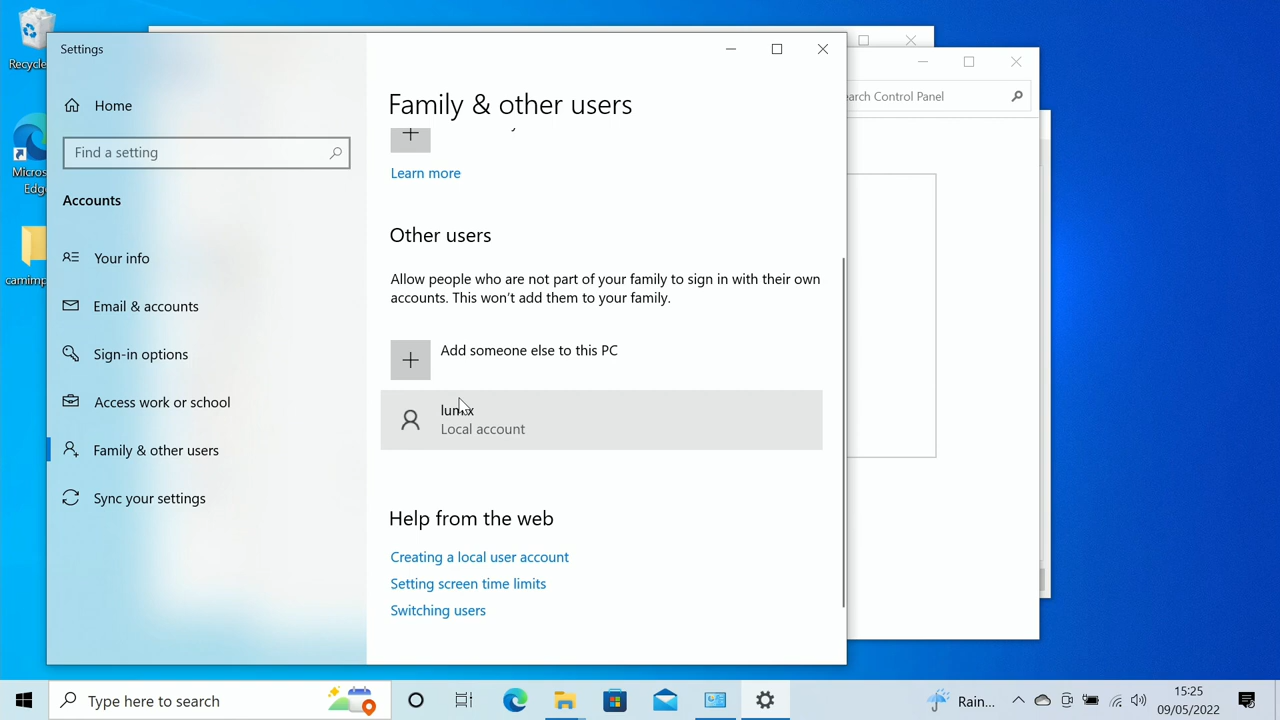 Recycle
Micros
Edg
camimp
Settings
Home
Find a setting
Accounts
Your info
Email & accounts
Sign-in options
Access work or school
Family & other users
Sync your settings
Family & other users
Learn more
Other users
Allow people who are not part of your family to sign in with their own
accounts. This won't add them to your family.
Add someone else to this PC
Local account
Help from the web
Creating a local user account
Setting screen time limits
Switching users
earch Control Panel
Type here to search
Rain...
15:25
09/05/2022